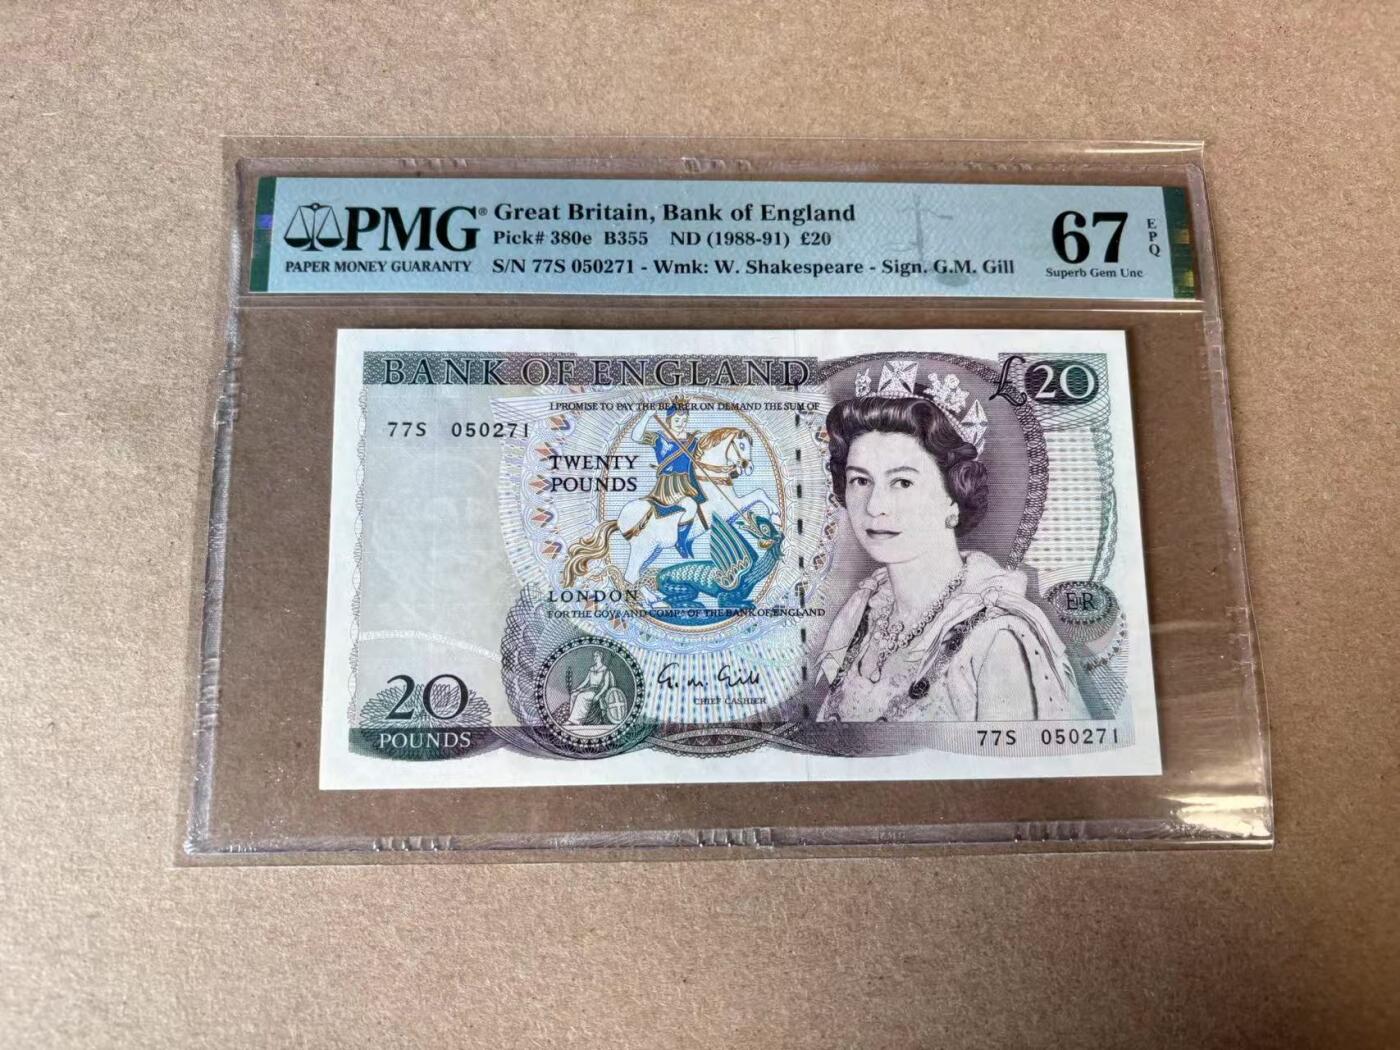 PMG® Great Britain, Bank of England
Pick# 380e B355 ND (1988-91) £20
PAPER MONEY GUARANTY
S/N 77S 050271 - Wmk: W. Shakespeare - Sign. G.M. Gill
67
Superb Gem Unc
EPQ
BANK OF ENGLAND
£20
I PROMISE TO PAY THE BEARER ON DEMAND THE SUM OF
77S 050271
TWENTY
POUNDS
LONDON
FOR THE GOVR AND COMPA OF THE BANK OF ENGLAND
E·R
G. M. Gill
CHIEF CASHIER
20
POUNDS
77S 050271